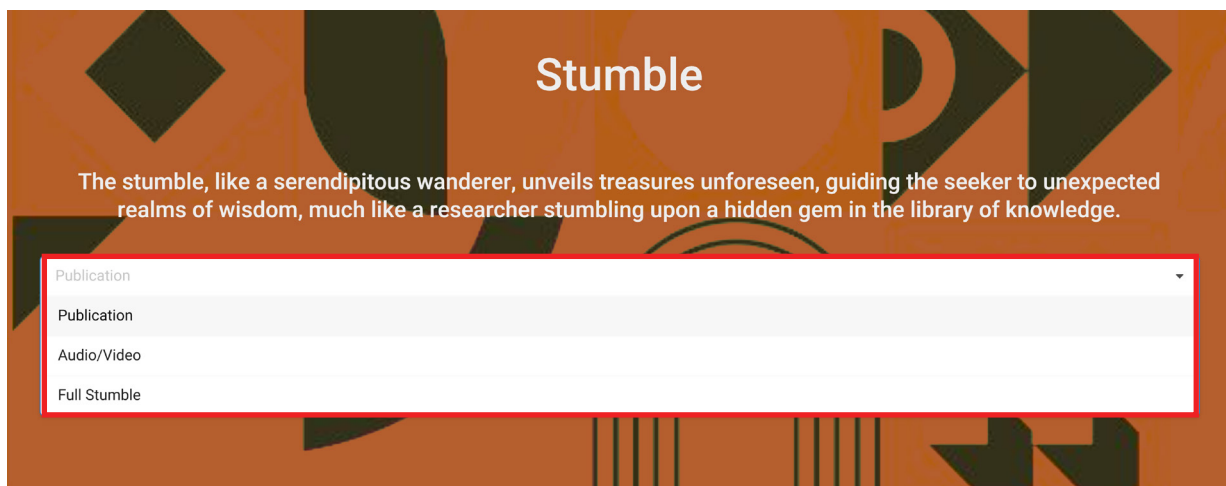 Stumble
The stumble, like a serendipitous wanderer, unveils treasures unforeseen, guiding the seeker to unexpected
realms of wisdom, much like a researcher stumbling upon a hidden gem in the library of knowledge.
Publication
Publication
Audio/Video
Full Stumble